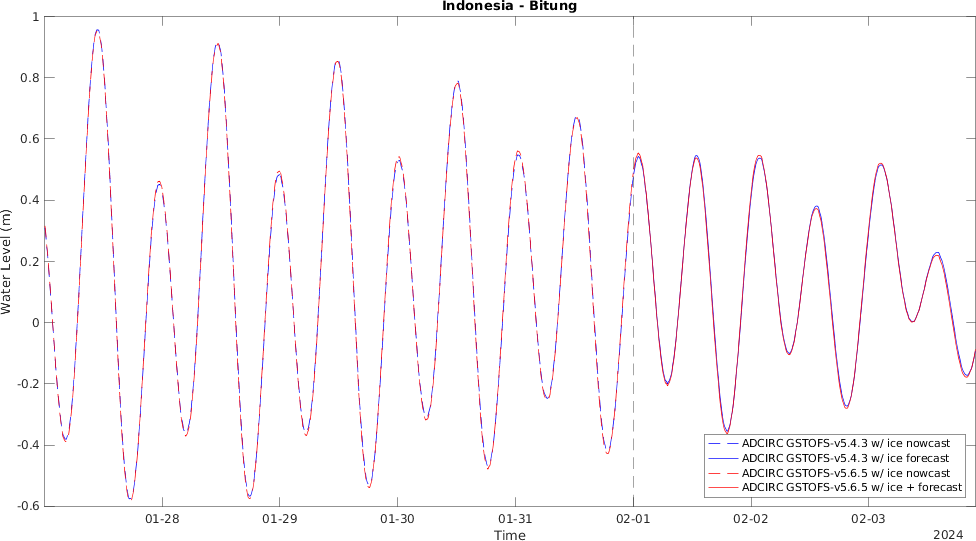 Indonesia - Bitung
Water Level (m)
1
0.8
0.6
0.4
0.2
0
-0.2
-0.4
-0.6
01-28
01-29
01-30
01-31
02-01
02-02
02-03
Time
2024
ADCIRC GSTOFS-v5.4.3 w/ ice nowcast
ADCIRC GSTOFS-v5.4.3 w/ ice forecast
ADCIRC GSTOFS-v5.6.5 w/ ice nowcast
ADCIRC GSTOFS-v5.6.5 w/ ice + forecast